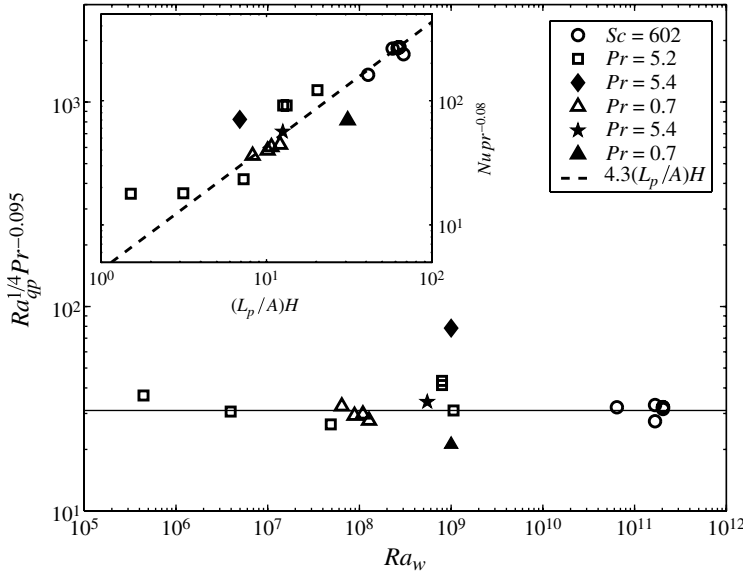 10^3
10^2
10^1
Ra_{qp}^{1/4}Pr^{-0.095}
10^5
10^6
10^7
10^8
10^9
10^{10}
10^{11}
10^{12}
Ra_w
10^0
10^1
10^2
(L_p/A)H
10^2
10^1
Nupr^{-0.08}
Sc = 602
Pr = 5.2
Pr = 5.4
Pr = 0.7
Pr = 5.4
Pr = 0.7
4.3(L_p/A)H